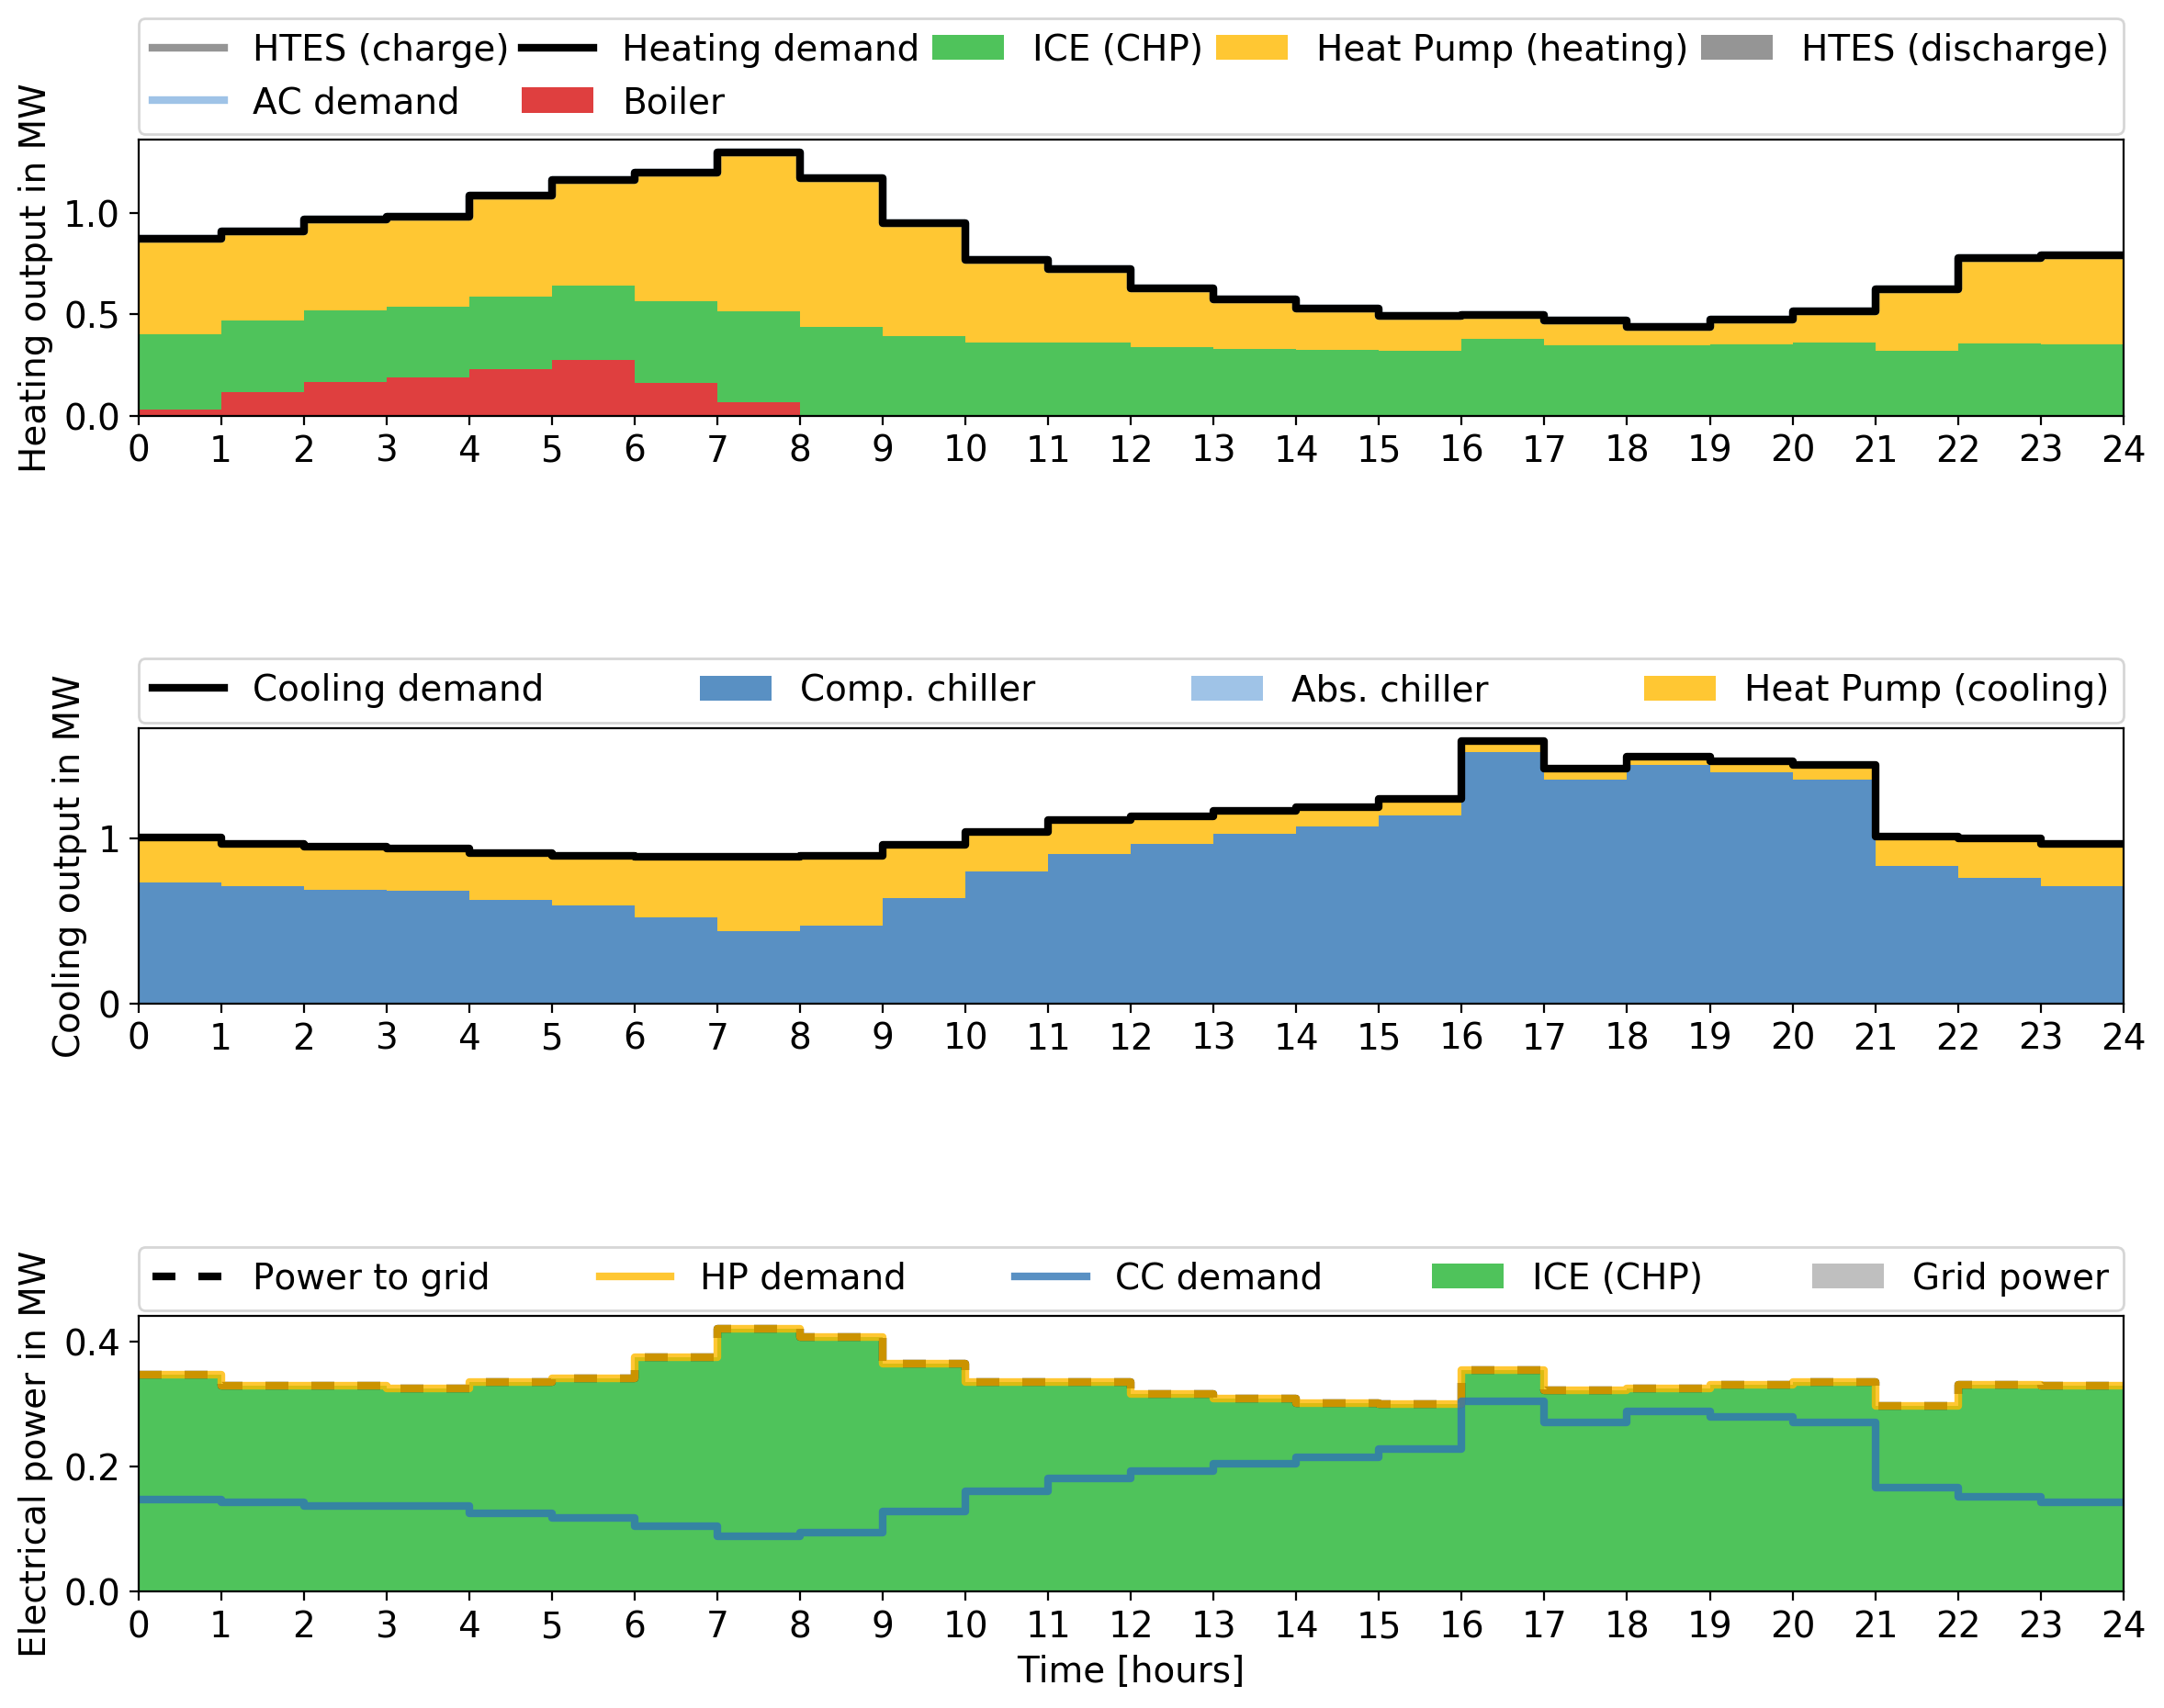 HTES (charge) Heating demand ICE (CHP) Heat Pump (heating) HTES (discharge)
AC demand Boiler
Heating output in MW
1.0
0.5
0.0
0 1 2 3 4 5 6 7 8 9 10 11 12 13 14 15 16 17 18 19 20 21 22 23 24
Cooling demand Comp. chiller Abs. chiller Heat Pump (cooling)
Cooling output in MW
1
0
0 1 2 3 4 5 6 7 8 9 10 11 12 13 14 15 16 17 18 19 20 21 22 23 24
Power to grid HP demand CC demand ICE (CHP) Grid power
Electrical power in MW
0.4
0.2
0.0
0 1 2 3 4 5 6 7 8 9 10 11 12 13 14 15 16 17 18 19 20 21 22 23 24
Time [hours]